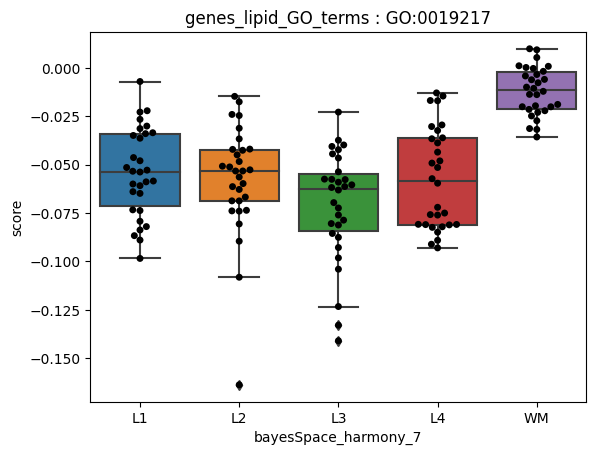 genes_lipid_GO_terms : GO:0019217
0.000
−0.025
−0.050
−0.075
−0.100
−0.125
−0.150
score
L1 L2 L3 L4 WM
bayesSpace_harmony_7